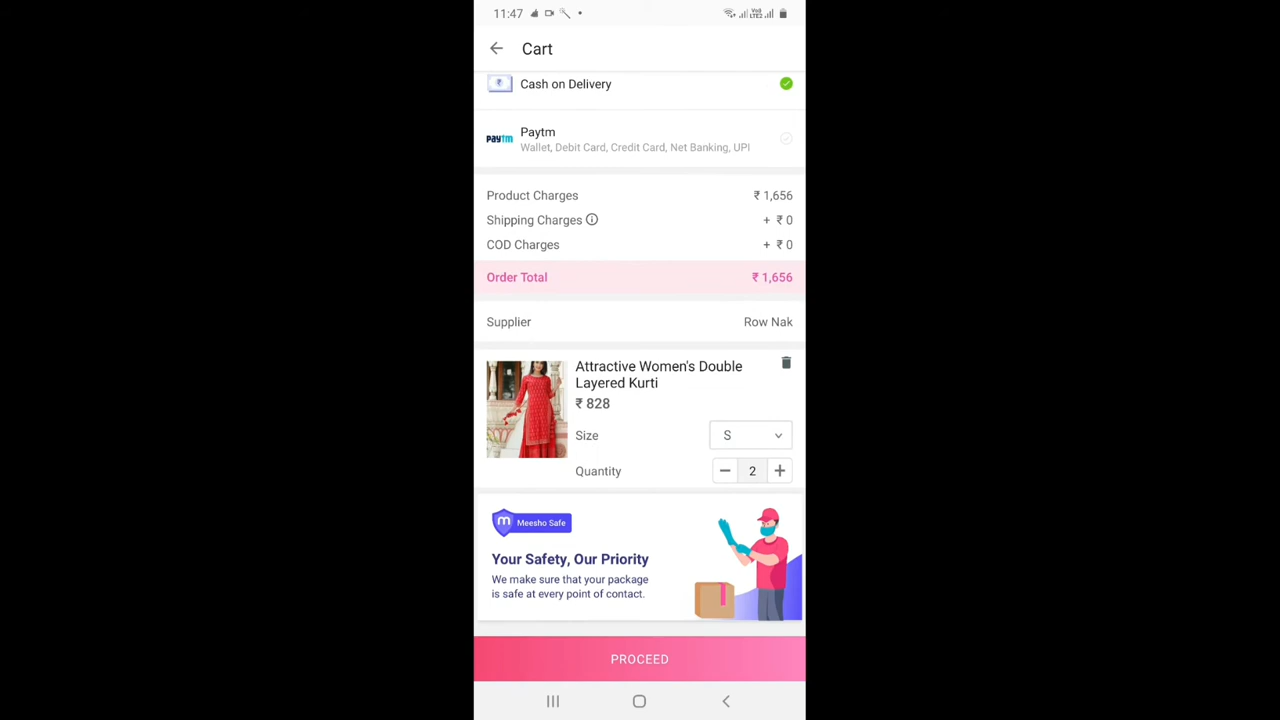 11:47
Cart
Cash on Delivery
paytm
Paytm
Wallet, Debit Card, Credit Card, Net Banking, UPI
Product Charges ₹ 1,656
Shipping Charges + ₹ 0
COD Charges + ₹ 0
Order Total ₹ 1,656
Supplier Row Nak
Attractive Women's Double
Layered Kurti
₹ 828
Size S
Quantity − 2 +
m Meesho Safe
Your Safety, Our Priority
We make sure that your package
is safe at every point of contact.
PROCEED